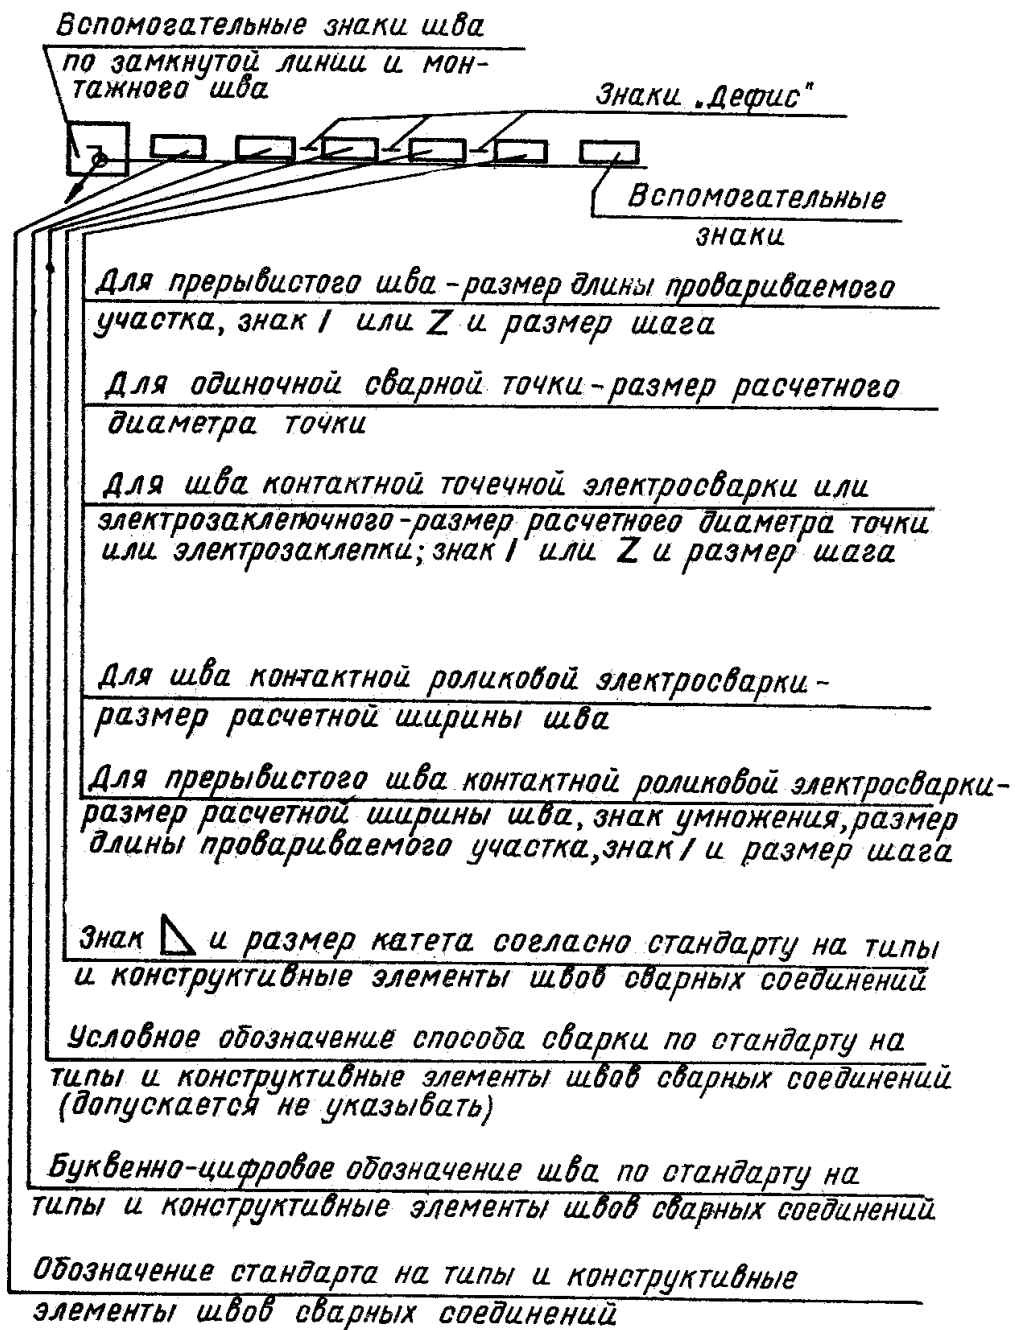 Вспомогательные знаки шва
по замкнутой линии и мон-
тажного шва
Знаки „Дефис"
Вспомогательные
знаки
Для прерывистого шва - размер длины провариваемого
участка, знак / или Z и размер шага
Для одиночной сварной точки - размер расчетного
диаметра точки
Для шва контактной точечной электросварки или
электрозаклепочного - размер расчетного диаметра точки
или электрозаклепки; знак / или Z и размер шага
Для шва контактной роликовой электросварки -
размер расчетной ширины шва
Для прерывистого шва контактной роликовой электросварки-
размер расчетной ширины шва, знак умножения, размер
длины провариваемого участка, знак / и размер шага
Знак ◺ и размер катета согласно стандарту на типы
и конструктивные элементы швов сварных соединений
Условное обозначение способа сварки по стандарту на
типы и конструктивные элементы швов сварных соединений
(допускается не указывать)
Буквенно-цифровое обозначение шва по стандарту на
типы и конструктивные элементы швов сварных соединений
Обозначение стандарта на типы и конструктивные
элементы швов сварных соединений